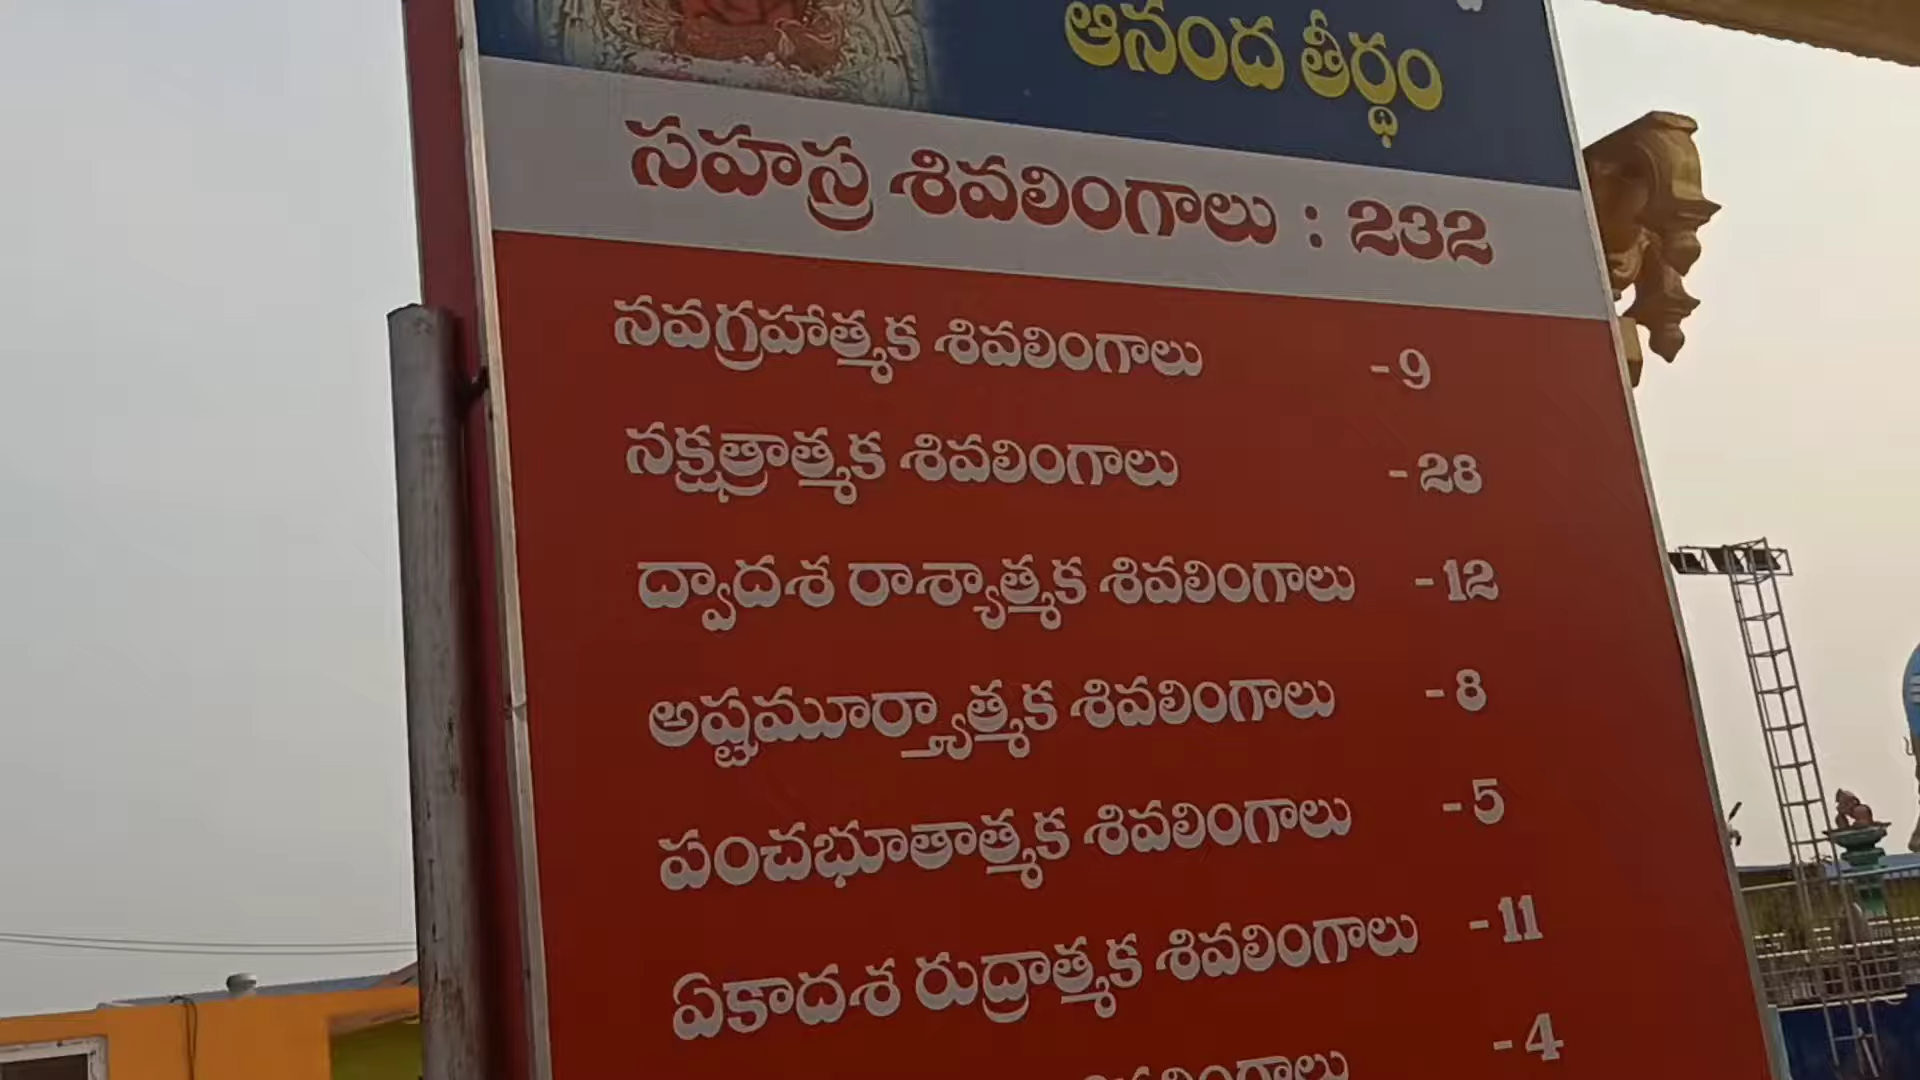 ఆనంద తీర్థం
సహస్ర శివలింగాలు : 232
నవగ్రహాత్మక శివలింగాలు - 9
నక్షత్రాత్మక శివలింగాలు - 28
ద్వాదశ రాశ్యాత్మక శివలింగాలు - 12
అష్టమూర్త్యాత్మక శివలింగాలు - 8
పంచభూతాత్మక శివలింగాలు - 5
ఏకాదశ రుద్రాత్మక శివలింగాలు - 11
శివలింగాలు - 4